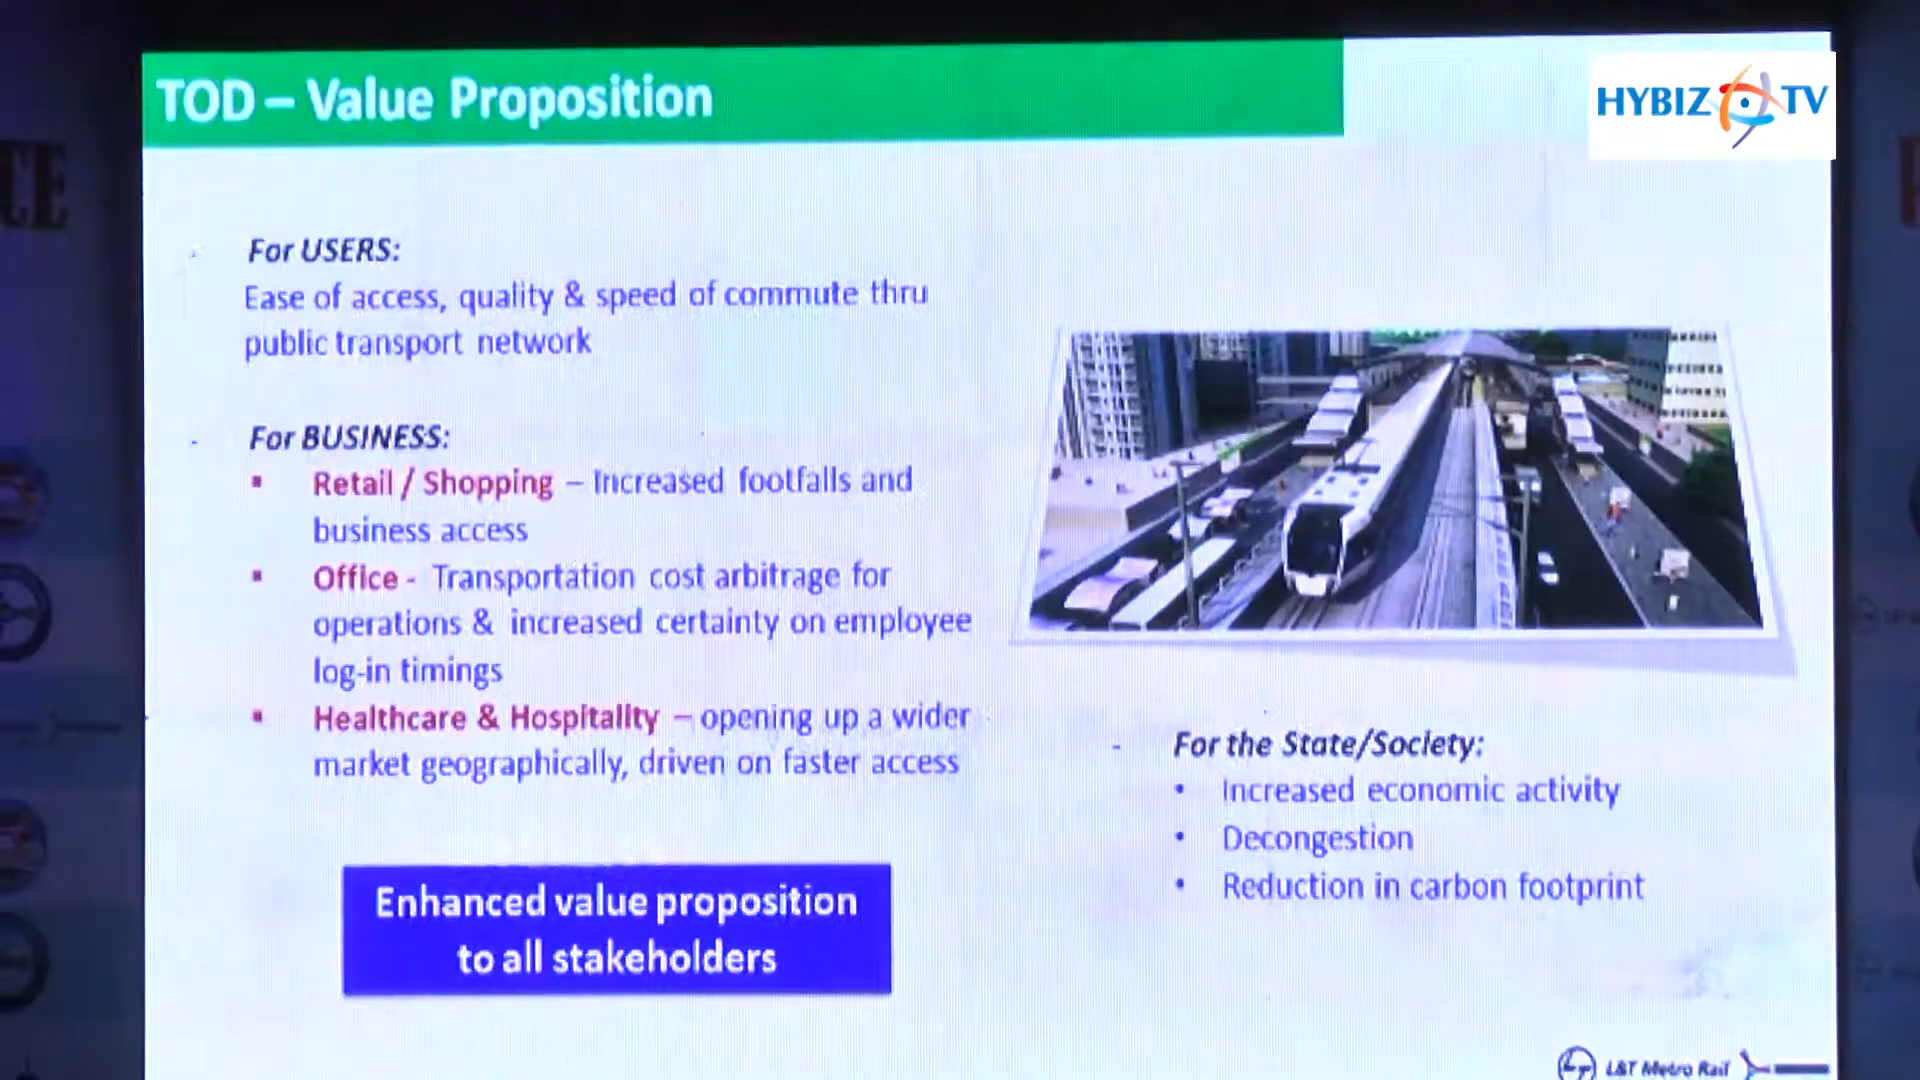 TOD – Value Proposition
HYBIZ TV
CE
For USERS:
Ease of access, quality & speed of commute thru
public transport network
- For BUSINESS:
▪ Retail / Shopping – Increased footfalls and
business access
▪ Office - Transportation cost arbitrage for
operations & increased certainty on employee
log-in timings
▪ Healthcare & Hospitality – opening up a wider
market geographically, driven on faster access
Enhanced value proposition
to all stakeholders
- For the State/Society:
• Increased economic activity
• Decongestion
• Reduction in carbon footprint
L&T Metro Rail